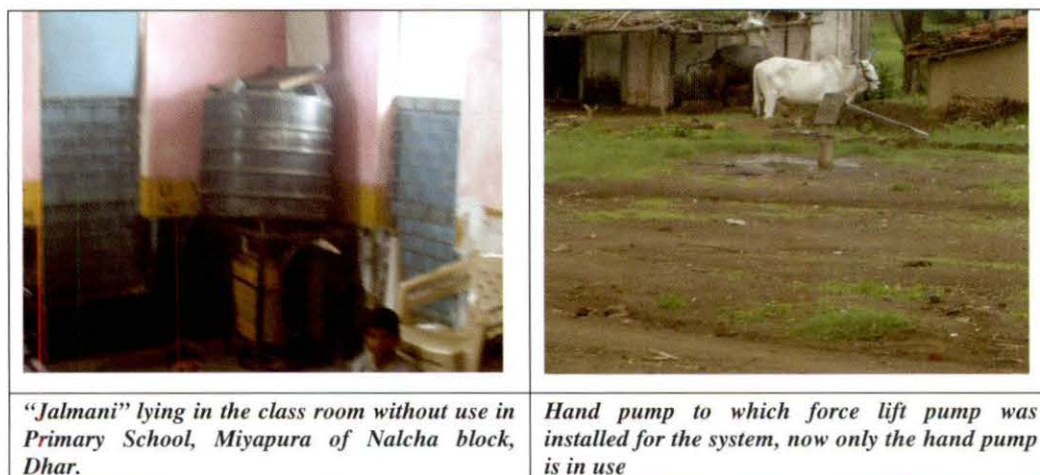 “Jalmani” lying in the class room without use in
Primary School, Miyapura of Nalcha block,
Dhar.
Hand pump to which force lift pump was
installed for the system, now only the hand pump
is in use